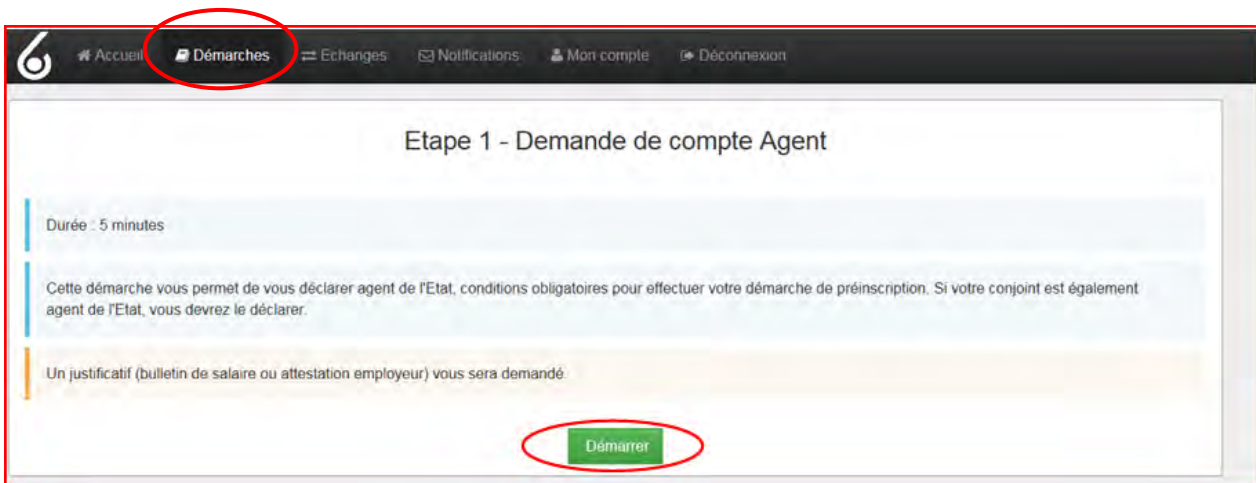 Accueil Démarches Echanges Notifications Mon compte Déconnexion
Etape 1 - Demande de compte Agent
Durée : 5 minutes
Cette démarche vous permet de vous déclarer agent de l'Etat, conditions obligatoires pour effectuer votre démarche de préinscription. Si votre conjoint est également
agent de l'Etat, vous devrez le déclarer.
Un justificatif (bulletin de salaire ou attestation employeur) vous sera demandé.
Démarrer